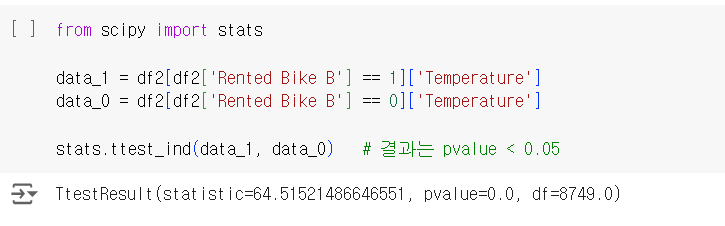 [ ] from scipy import stats
data_1 = df2[df2['Rented Bike B'] == 1]['Temperature']
data_0 = df2[df2['Rented Bike B'] == 0]['Temperature']
stats.ttest_ind(data_1, data_0) # 결과는 pvalue < 0.05
TtestResult(statistic=64.51521486646551, pvalue=0.0, df=8749.0)